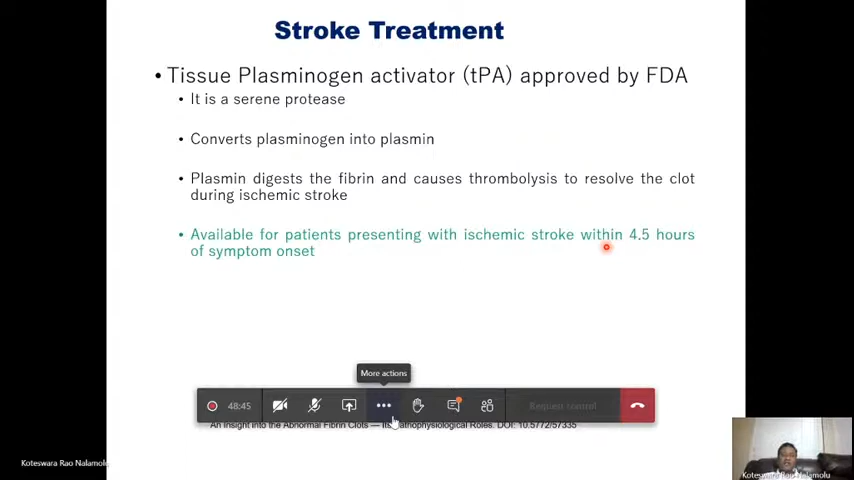 Stroke Treatment
• Tissue Plasminogen activator (tPA) approved by FDA
• It is a serene protease
• Converts plasminogen into plasmin
• Plasmin digests the fibrin and causes thrombolysis to resolve the clot
during ischemic stroke
• Available for patients presenting with ischemic stroke within 4.5 hours
of symptom onset
More actions
48:45
Request control
An Insight into the Abnormal Fibrin Clots — Its Pathophysiological Roles. DOI: 10.5772/57335
Koteswara Rao Nalamolu
Koteswara Rao Nalamolu